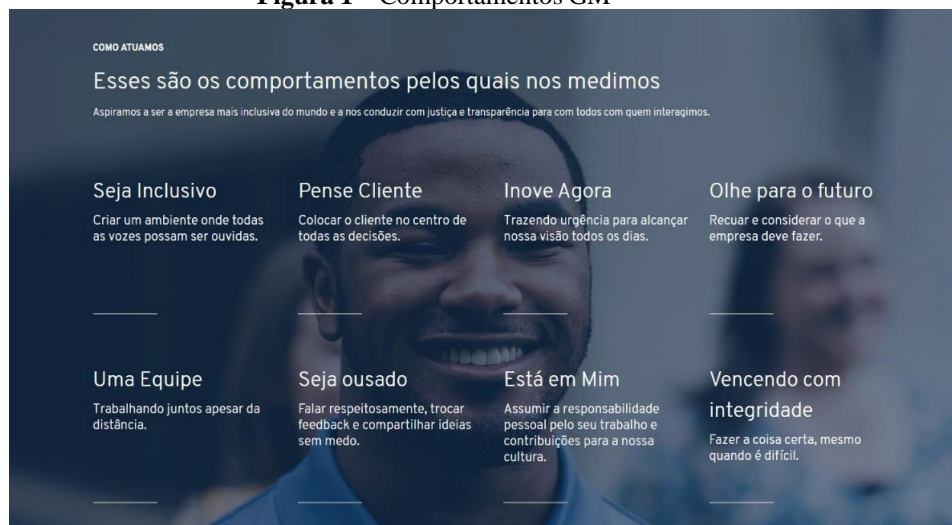 Figura 1 – Comportamentos GM
COMO ATUAMOS
Esses são os comportamentos pelos quais nos medimos
Aspiramos a ser a empresa mais inclusiva do mundo e a nos conduzir com justiça e transparência para com todos com quem interagimos.
Seja Inclusivo
Criar um ambiente onde todas
as vozes possam ser ouvidas.
Pense Cliente
Colocar o cliente no centro de
todas as decisões.
Inove Agora
Trazendo urgência para alcançar
nossa visão todos os dias.
Olhe para o futuro
Recuar e considerar o que a
empresa deve fazer.
Uma Equipe
Trabalhando juntos apesar da
distância.
Seja ousado
Falar respeitosamente, trocar
feedback e compartilhar ideias
sem medo.
Está em Mim
Assumir a responsabilidade
pessoal pelo seu trabalho e
contribuições para a nossa
cultura.
Vencendo com
integridade
Fazer a coisa certa, mesmo
quando é difícil.